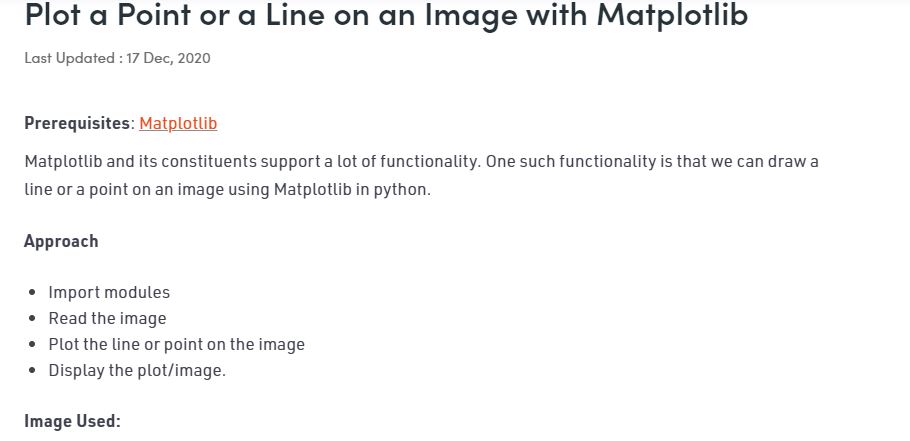 Plot a Point or a Line on an Image with Matplotlib
Last Updated : 17 Dec, 2020
Prerequisites: Matplotlib
Matplotlib and its constituents support a lot of functionality. One such functionality is that we can draw a
line or a point on an image using Matplotlib in python.
Approach
• Import modules
• Read the image
• Plot the line or point on the image
• Display the plot/image.
Image Used: